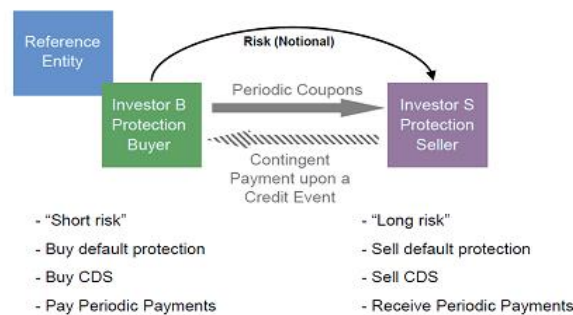 Reference
Entity
Risk (Notional)
Investor B
Protection
Buyer
Periodic Coupons
Investor S
Protection
Seller
Contingent
Payment upon a
Credit Event
- “Short risk”
- Buy default protection
- Buy CDS
- Pay Periodic Payments
- “Long risk”
- Sell default protection
- Sell CDS
- Receive Periodic Payments